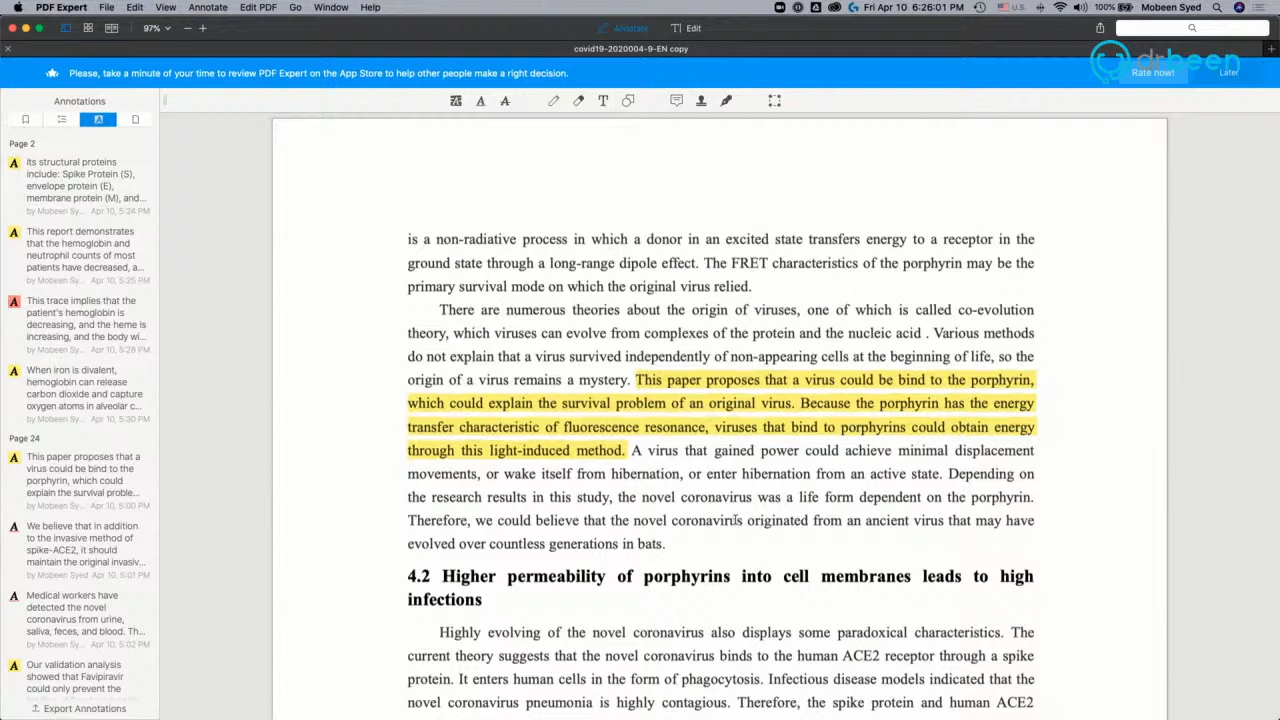 PDF Expert File Edit View Annotate Edit PDF Go Window Help U.S. 100% Fri Apr 10 6:26:01 PM Mobeen Syed
97% Annotate Edit
covid19-2020004-9-EN copy
drbeen
Please, take a minute of your time to review PDF Expert on the App Store to help other people make a right decision. Rate now! Later
Annotations
Page 2
Its structural proteins
include: Spike Protein (S),
envelope protein (E),
membrane protein (M), and...
by Mobeen Sy... Apr 10, 5:24 PM
This report demonstrates
that the hemoglobin and
neutrophil counts of most
patients have decreased, a...
by Mobeen Sy... Apr 10, 5:25 PM
This trace implies that the
patient's hemoglobin is
decreasing, and the heme is
increasing, and the body wi...
by Mobeen Sy... Apr 10, 5:28 PM
When iron is divalent,
hemoglobin can release
carbon dioxide and capture
oxygen atoms in alveolar c...
by Mobeen Sy... Apr 10, 5:30 PM
Page 24
This paper proposes that a
virus could be bind to the
porphyrin, which could
explain the survival proble...
by Mobeen Sy... Apr 10, 5:00 PM
We believe that in addition
to the invasive method of
spike-ACE2, it should
maintain the original invasiv...
by Mobeen Syed Apr 10, 5:01 PM
Medical workers have
detected the novel
coronavirus from urine,
saliva, feces, and blood. Th...
by Mobeen Sy... Apr 10, 5:02 PM
Our validation analysis
showed that Favipiravir
could only prevent the
Export Annotations
is a non-radiative process in which a donor in an excited state transfers energy to a receptor in the
ground state through a long-range dipole effect. The FRET characteristics of the porphyrin may be the
primary survival mode on which the original virus relied.
There are numerous theories about the origin of viruses, one of which is called co-evolution
theory, which viruses can evolve from complexes of the protein and the nucleic acid . Various methods
do not explain that a virus survived independently of non-appearing cells at the beginning of life, so the
origin of a virus remains a mystery. This paper proposes that a virus could be bind to the porphyrin,
which could explain the survival problem of an original virus. Because the porphyrin has the energy
transfer characteristic of fluorescence resonance, viruses that bind to porphyrins could obtain energy
through this light-induced method. A virus that gained power could achieve minimal displacement
movements, or wake itself from hibernation, or enter hibernation from an active state. Depending on
the research results in this study, the novel coronavirus was a life form dependent on the porphyrin.
Therefore, we could believe that the novel coronavirus originated from an ancient virus that may have
evolved over countless generations in bats.
4.2 Higher permeability of porphyrins into cell membranes leads to high
infections
Highly evolving of the novel coronavirus also displays some paradoxical characteristics. The
current theory suggests that the novel coronavirus binds to the human ACE2 receptor through a spike
protein. It enters human cells in the form of phagocytosis. Infectious disease models indicated that the
novel coronavirus pneumonia is highly contagious. Therefore, the spike protein and human ACE2